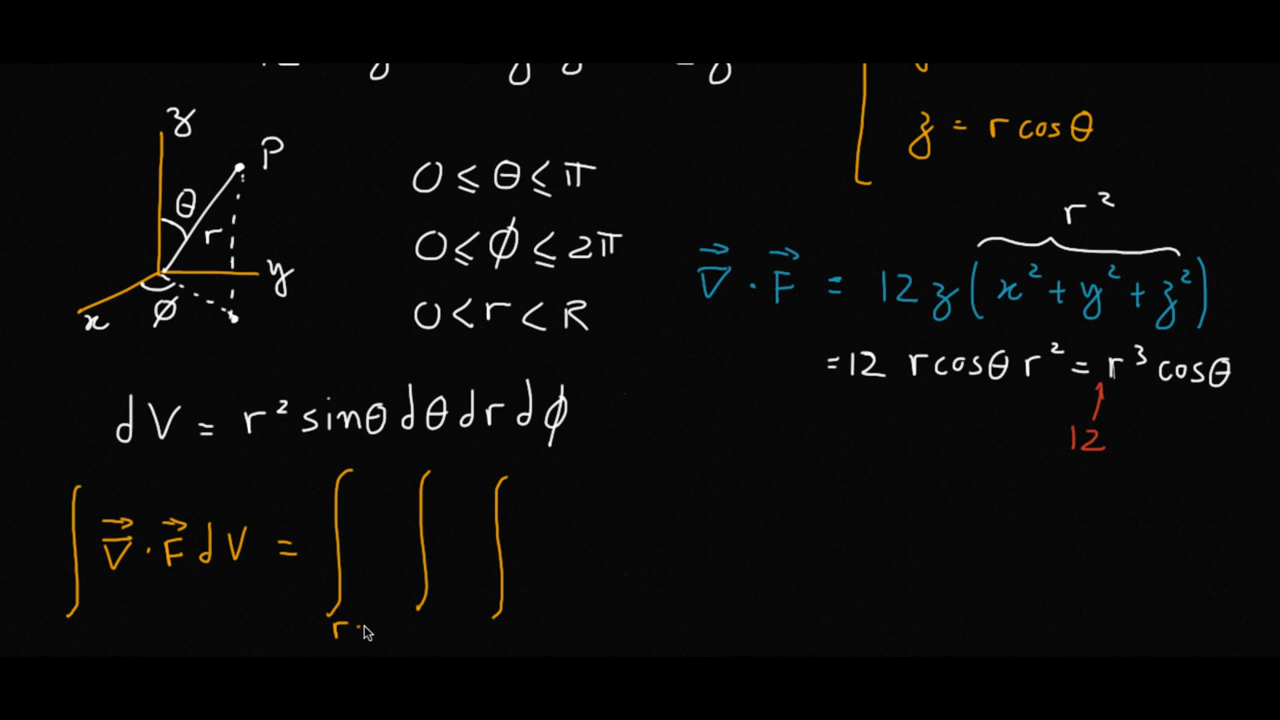 z = r cos θ
z
P
θ
r
y
x
ϕ
0 ≤ θ ≤ π
0 ≤ ϕ ≤ 2π
0 < r < R
r²
∇⃗ · F⃗ = 12 z (x² + y² + z²)
= 12 r cos θ r² = r³ cos θ
12
dV = r² sin θ dθ dr dϕ
∫ ∇⃗ · F⃗ dV = ∫ ∫ ∫
r